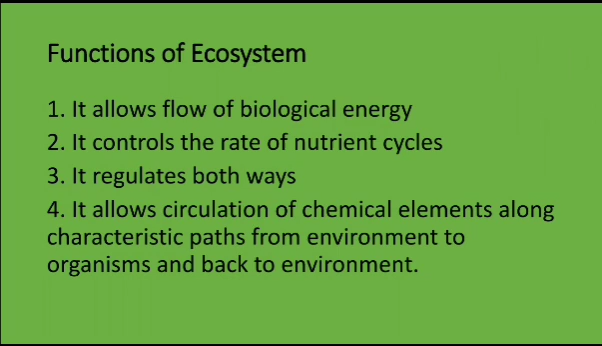 Functions of Ecosystem
1. It allows flow of biological energy
2. It controls the rate of nutrient cycles
3. It regulates both ways
4. It allows circulation of chemical elements along
characteristic paths from environment to
organisms and back to environment.